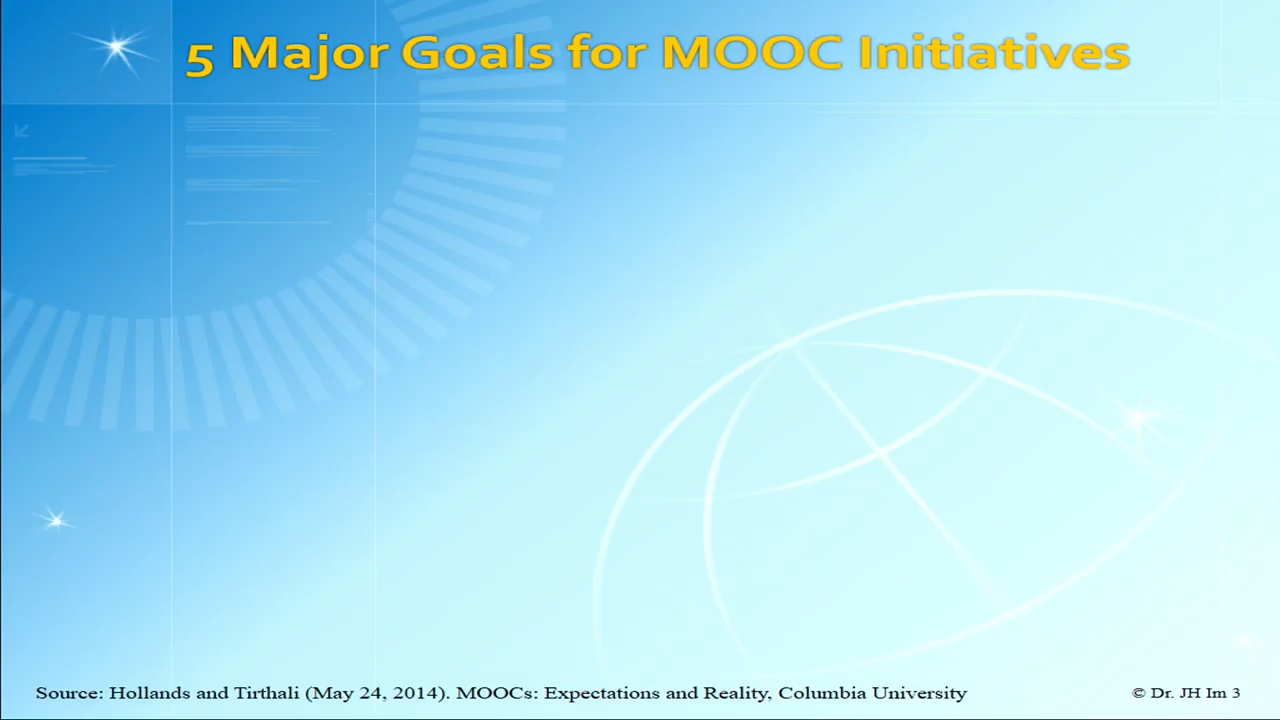 5 Major Goals for MOOC Initiatives
Source: Hollands and Tirthali (May 24, 2014). MOOCs: Expectations and Reality, Columbia University
© Dr. JH Im 3